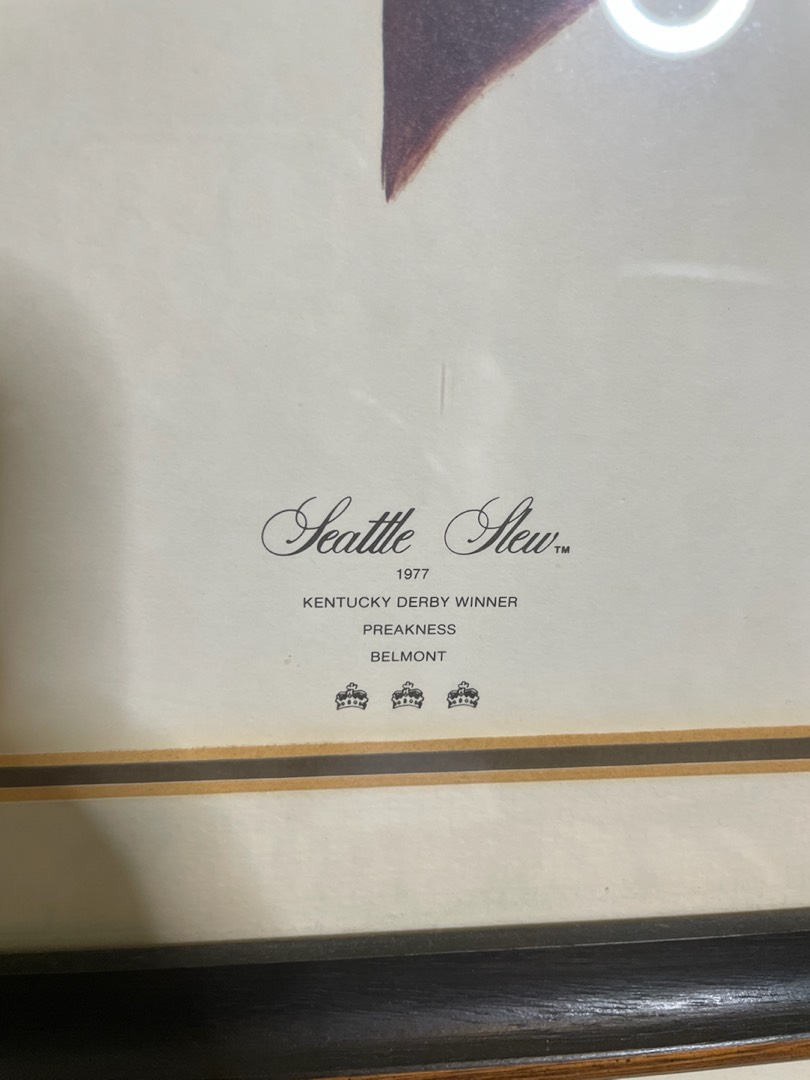 Seattle Slew™
1977
KENTUCKY DERBY WINNER
PREAKNESS
BELMONT